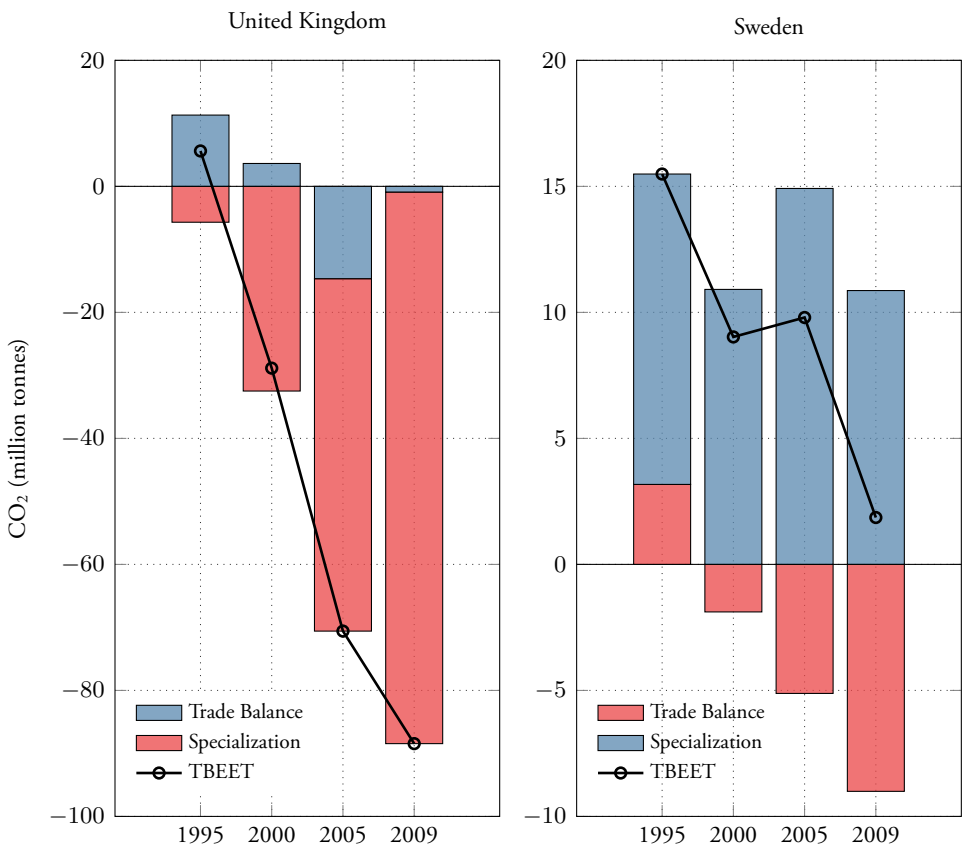 United Kingdom
20
0
−20
−40
−60
−80
−100
CO₂ (million tonnes)
Trade Balance
Specialization
TBEET
1995 2000 2005 2009
Sweden
20
15
10
5
0
−5
−10
Trade Balance
Specialization
TBEET
1995 2000 2005 2009